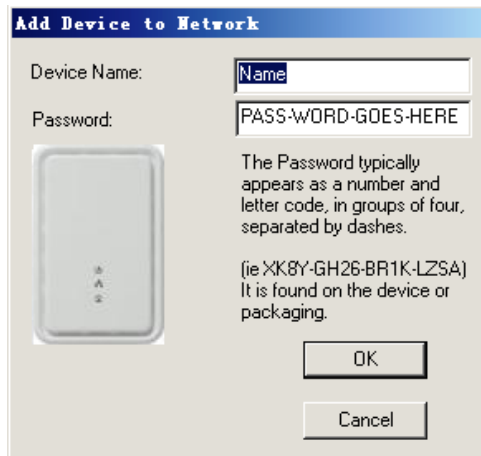 Add Device to Network
Device Name:
Name
Password:
PASS-WORD-GOES-HERE
The Password typically
appears as a number and
letter code, in groups of four,
separated by dashes.
(ie XK8Y-GH26-BR1K-LZSA)
It is found on the device or
packaging.
OK
Cancel